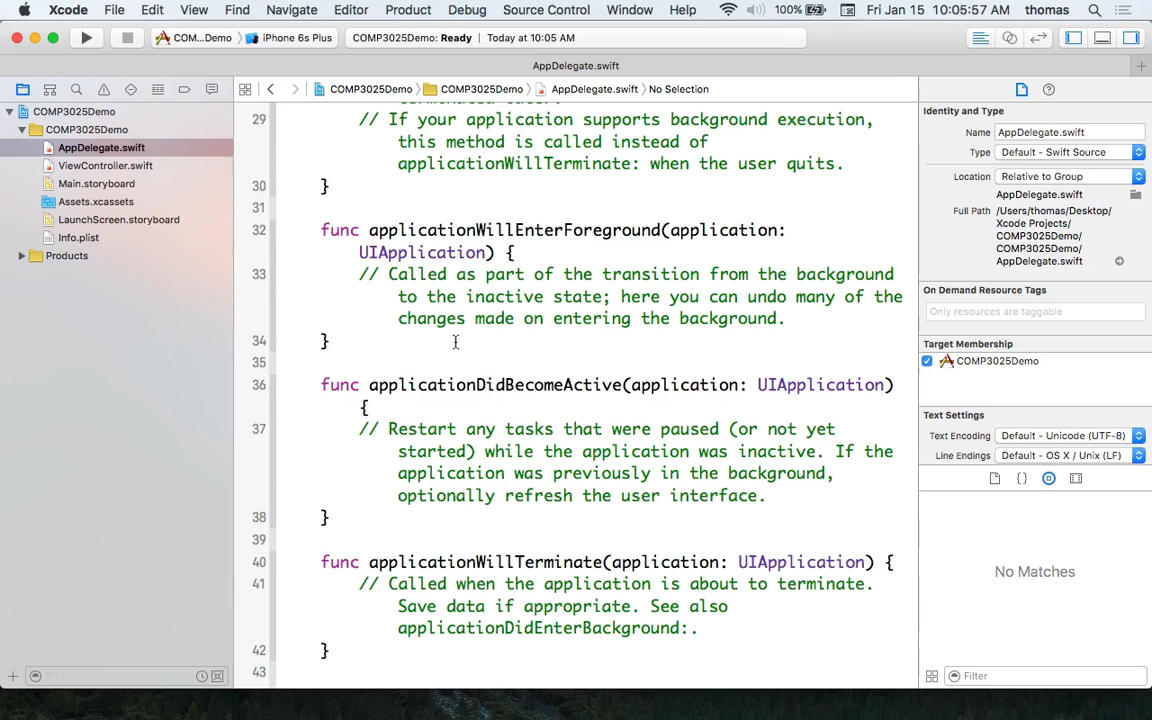 Xcode File Edit View Find Navigate Editor Product Debug Source Control Window Help 100% Fri Jan 15 10:05:57 AM thomas
COM...Demo 〉 iPhone 6s Plus COMP3025Demo: Ready | Today at 10:05 AM
AppDelegate.swift
COMP3025Demo 〉 COMP3025Demo 〉 AppDelegate.swift 〉 No Selection
COMP3025Demo
COMP3025Demo
AppDelegate.swift
ViewController.swift
Main.storyboard
Assets.xcassets
LaunchScreen.storyboard
Info.plist
Products
Filter
29 // If your application supports background execution,
this method is called instead of
applicationWillTerminate: when the user quits.
30 }
31
32 func applicationWillEnterForeground(application:
UIApplication) {
33 // Called as part of the transition from the background
to the inactive state; here you can undo many of the
changes made on entering the background.
34 }
35
36 func applicationDidBecomeActive(application: UIApplication)
{
37 // Restart any tasks that were paused (or not yet
started) while the application was inactive. If the
application was previously in the background,
optionally refresh the user interface.
38 }
39
40 func applicationWillTerminate(application: UIApplication) {
41 // Called when the application is about to terminate.
Save data if appropriate. See also
applicationDidEnterBackground:.
42 }
43
Identity and Type
Name AppDelegate.swift
Type Default - Swift Source
Location Relative to Group
AppDelegate.swift
Full Path /Users/thomas/Desktop/
Xcode Projects/
COMP3025Demo/
COMP3025Demo/
AppDelegate.swift
On Demand Resource Tags
Only resources are taggable
Target Membership
COMP3025Demo
Text Settings
Text Encoding Default - Unicode (UTF-8)
Line Endings Default - OS X / Unix (LF)
{ }
No Matches
Filter